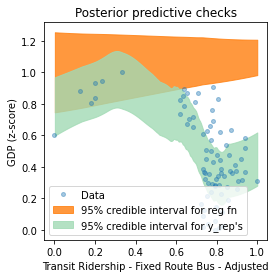 Posterior predictive checks
GDP (z-score)
1.2
1.0
0.8
0.6
0.4
0.2
0.0
Data
95% credible interval for reg fn
95% credible interval for y_rep's
0.0 0.2 0.4 0.6 0.8 1.0
Transit Ridership - Fixed Route Bus - Adjusted